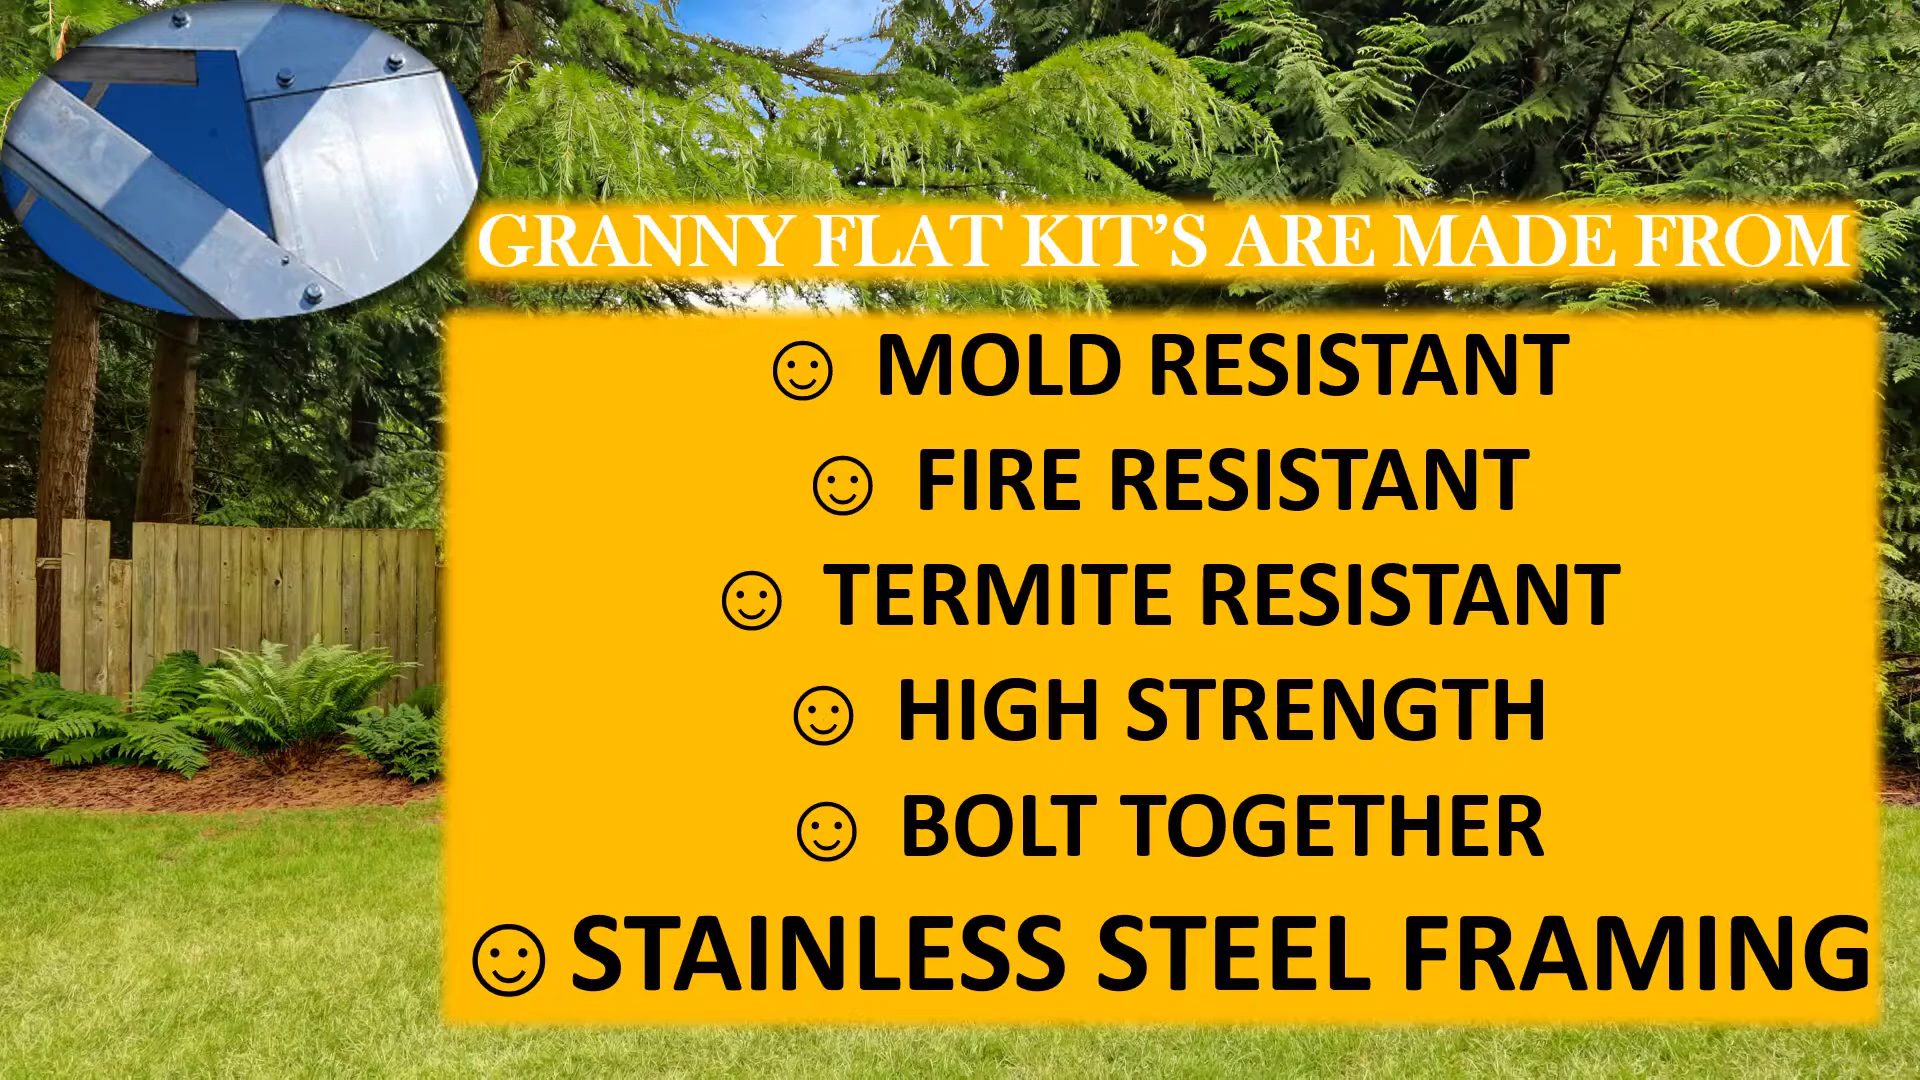 GRANNY FLAT KIT’S ARE MADE FROM
☺ MOLD RESISTANT
☺ FIRE RESISTANT
☺ TERMITE RESISTANT
☺ HIGH STRENGTH
☺ BOLT TOGETHER
☺ STAINLESS STEEL FRAMING